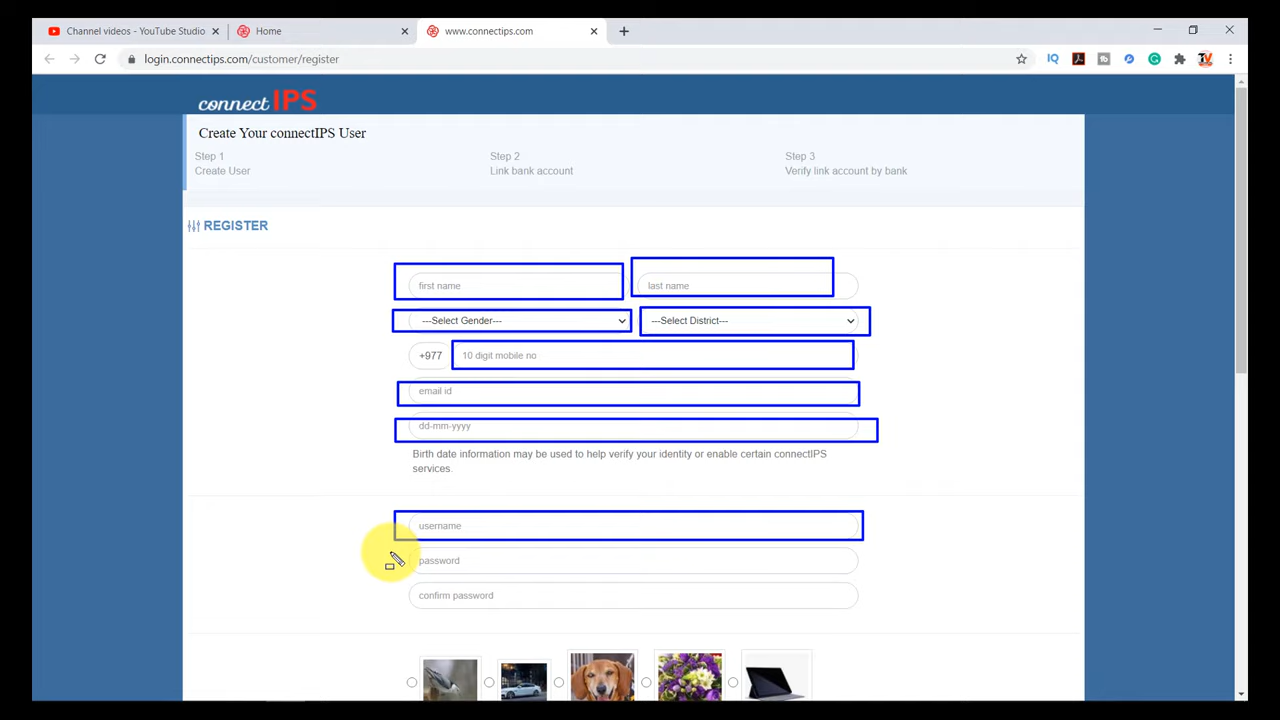 Channel videos - YouTube Studio
Home
www.connectips.com
login.connectips.com/customer/register
IQ
connectIPS
Create Your connectIPS User
Step 1 Step 2 Step 3
Create User Link bank account Verify link account by bank
REGISTER
first name last name
---Select Gender--- ---Select District---
+977 10 digit mobile no
email id
dd-mm-yyyy
Birth date information may be used to help verify your identity or enable certain connectIPS
services.
username
password
confirm password